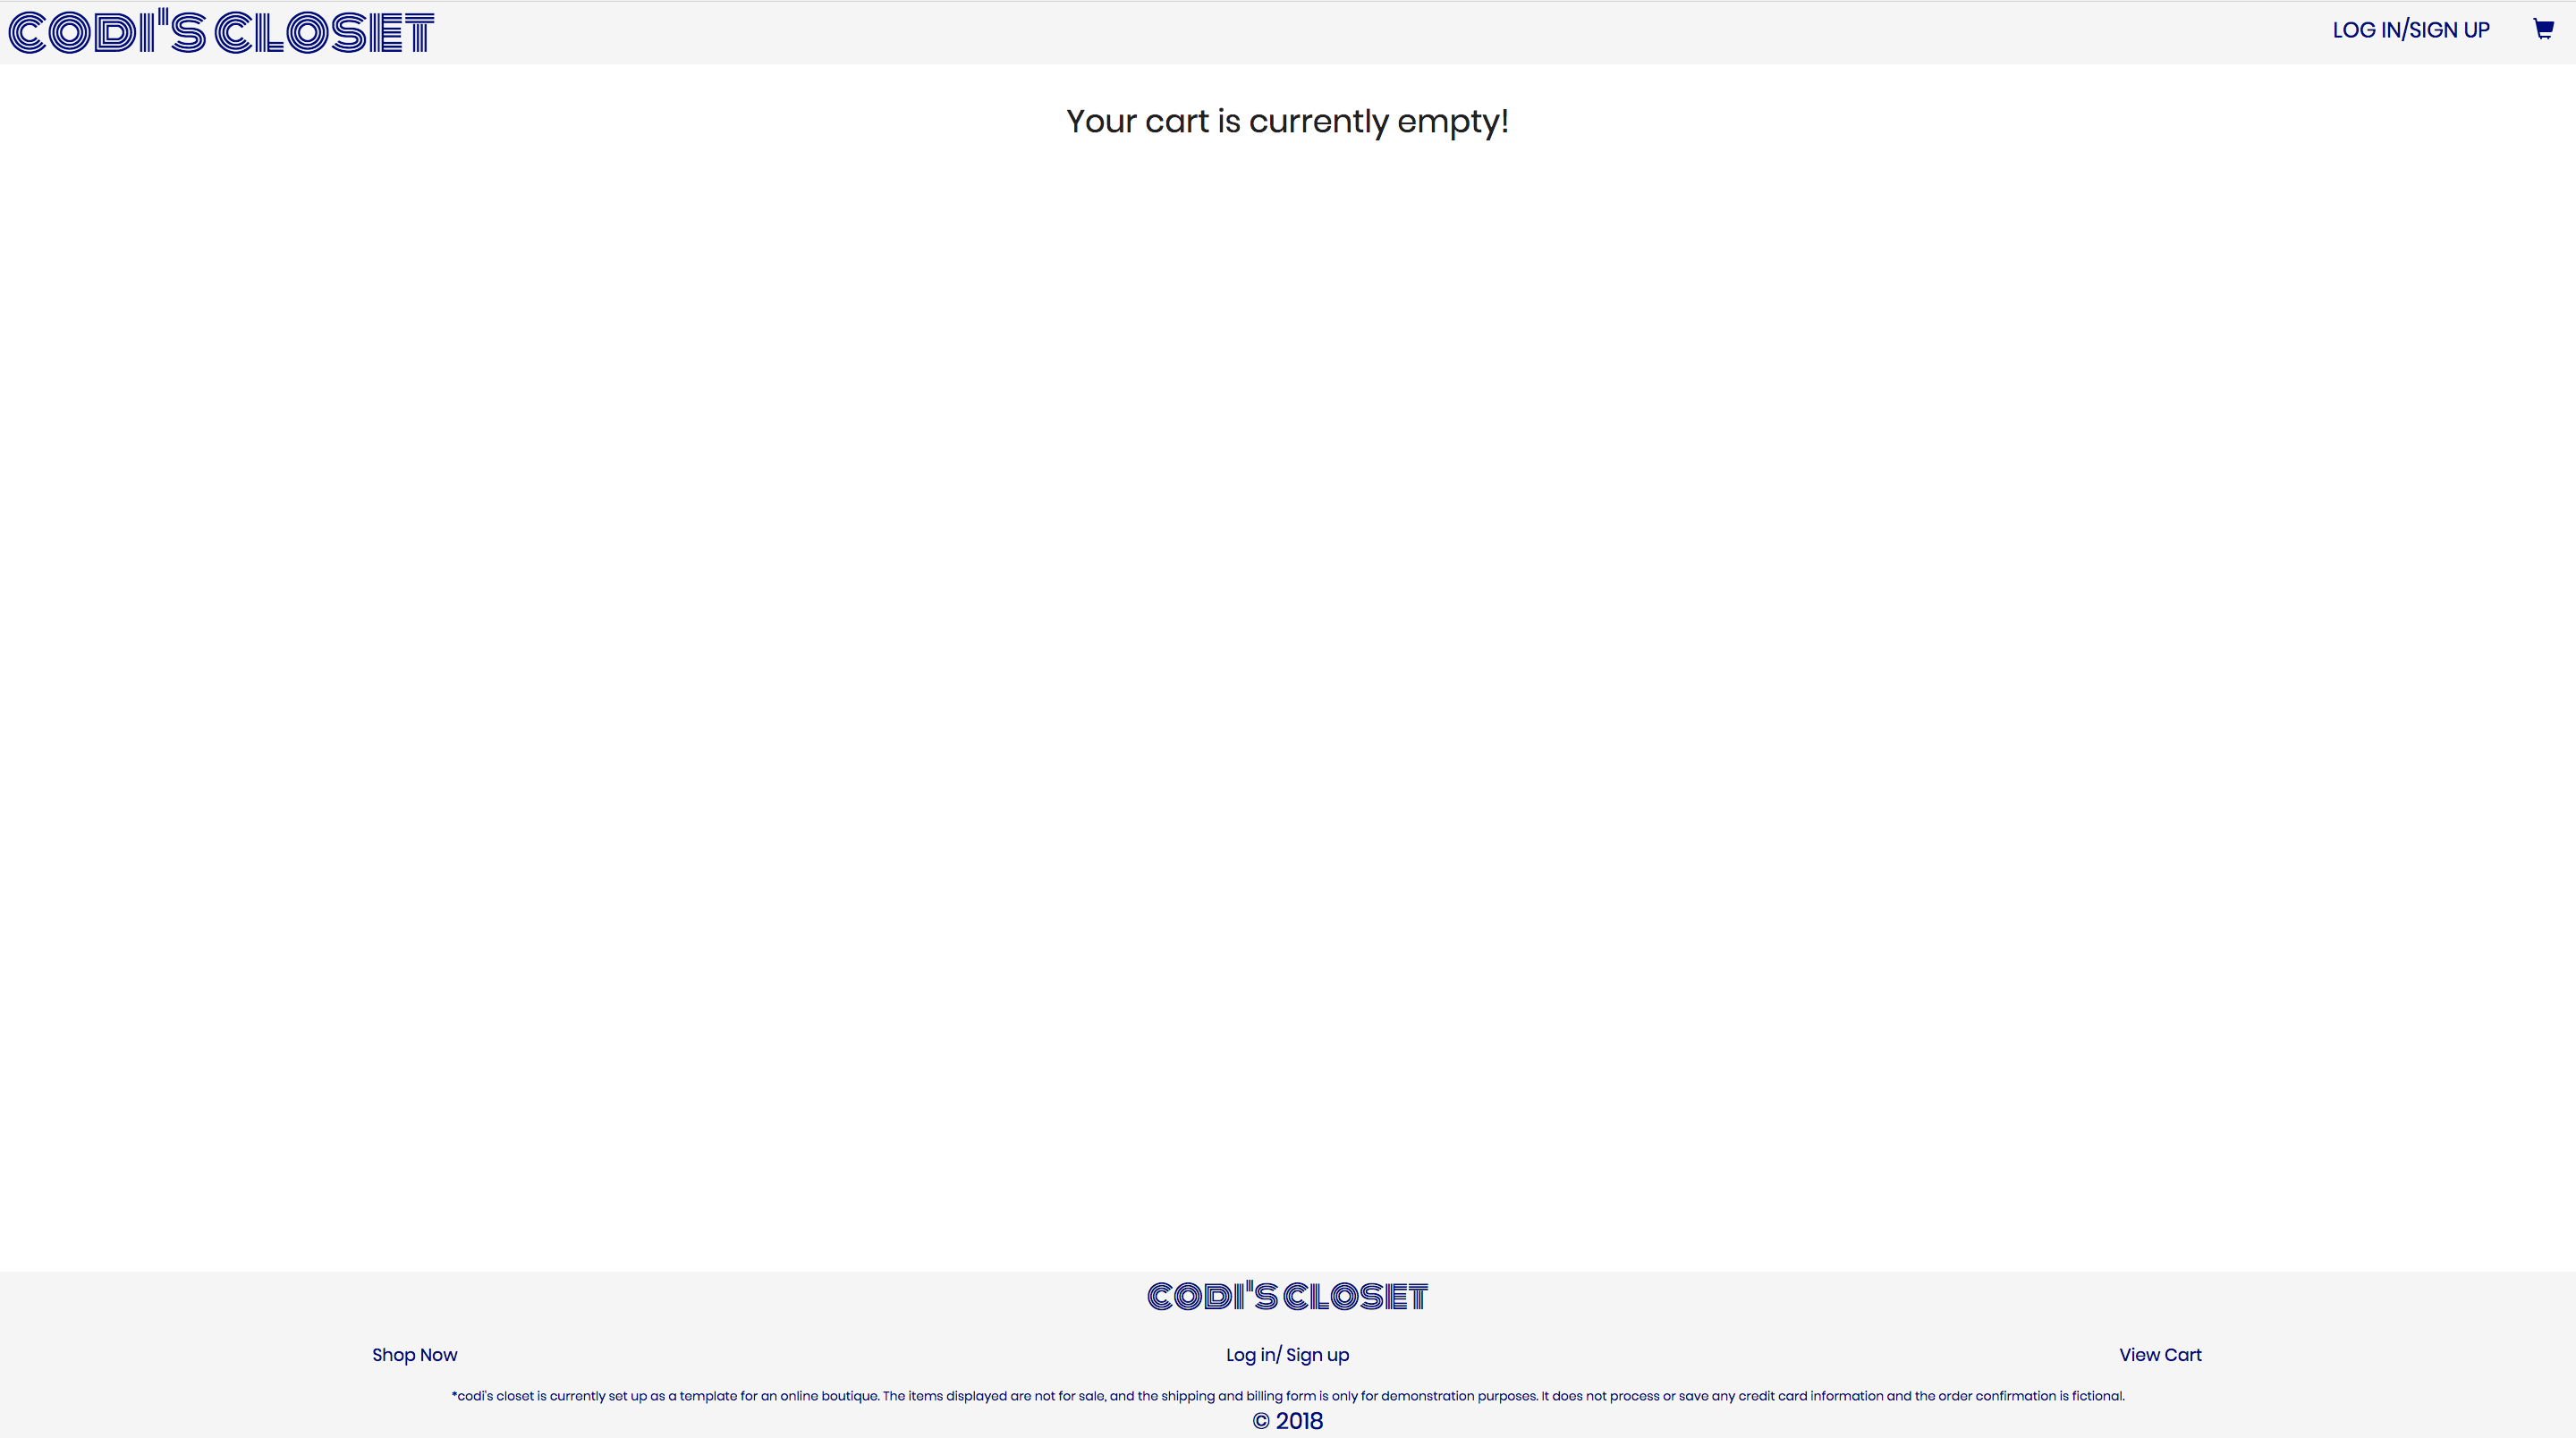 CODI'S CLOSET
LOG IN/SIGN UP
Your cart is currently empty!
CODI'S CLOSET
Shop Now
Log in/ Sign up
View Cart
*codi's closet is currently set up as a template for an online boutique. The items displayed are not for sale, and the shipping and billing form is only for demonstration purposes. It does not process or save any credit card information and the order confirmation is fictional.
© 2018